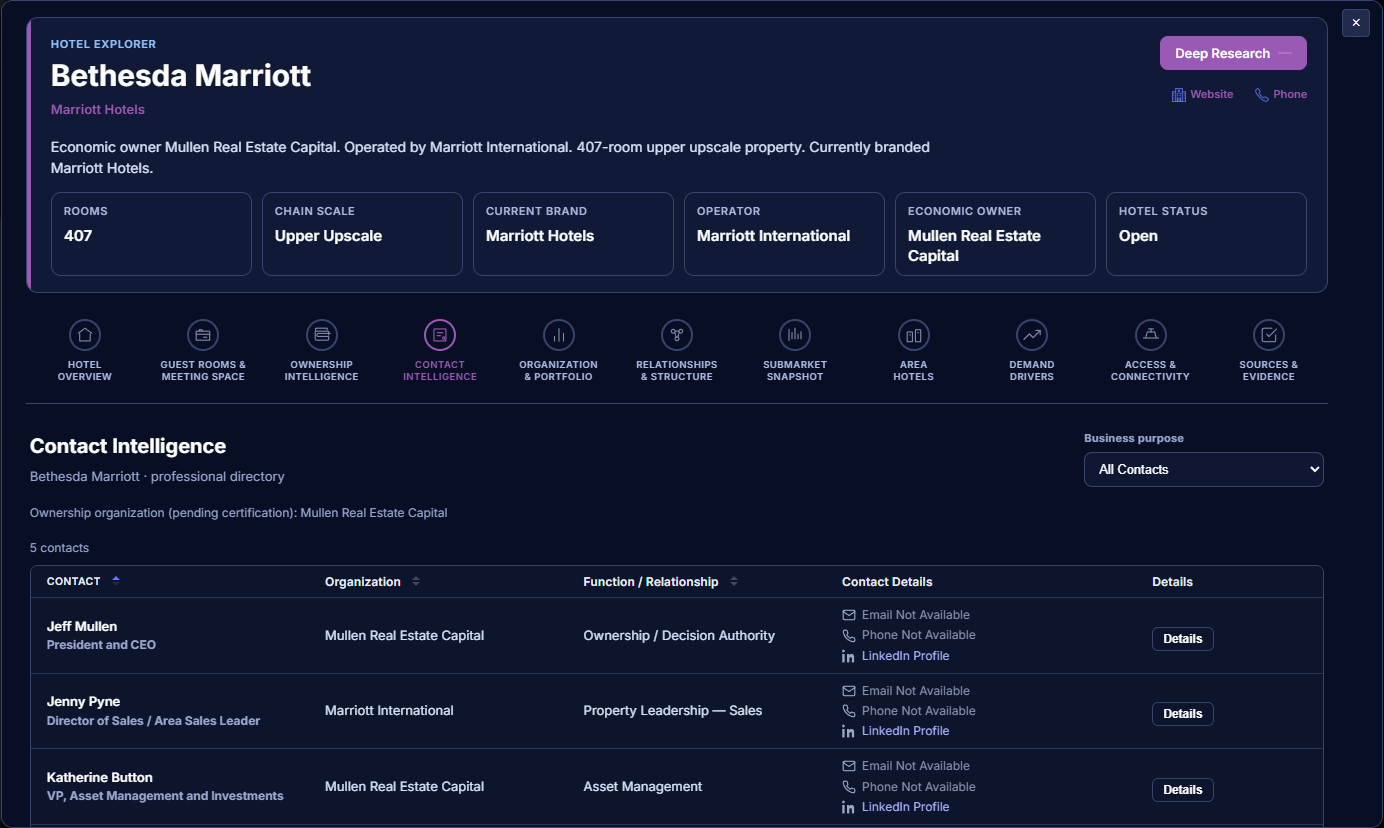 HOTEL EXPLORER
Bethesda Marriott
Marriott Hotels
Deep Research —
Website
Phone
Economic owner Mullen Real Estate Capital. Operated by Marriott International. 407-room upper upscale property. Currently branded
Marriott Hotels.
ROOMS
407
CHAIN SCALE
Upper Upscale
CURRENT BRAND
Marriott Hotels
OPERATOR
Marriott International
ECONOMIC OWNER
Mullen Real Estate
Capital
HOTEL STATUS
Open
HOTEL
OVERVIEW
GUEST ROOMS &
MEETING SPACE
OWNERSHIP
INTELLIGENCE
CONTACT
INTELLIGENCE
ORGANIZATION
& PORTFOLIO
RELATIONSHIPS
& STRUCTURE
SUBMARKET
SNAPSHOT
AREA
HOTELS
DEMAND
DRIVERS
ACCESS &
CONNECTIVITY
SOURCES &
EVIDENCE
Contact Intelligence
Bethesda Marriott · professional directory
Business purpose
All Contacts
Ownership organization (pending certification): Mullen Real Estate Capital
5 contacts
CONTACT
Organization
Function / Relationship
Contact Details
Details
Jeff Mullen
President and CEO
Mullen Real Estate Capital
Ownership / Decision Authority
Email Not Available
Phone Not Available
LinkedIn Profile
Details
Jenny Pyne
Director of Sales / Area Sales Leader
Marriott International
Property Leadership — Sales
Email Not Available
Phone Not Available
LinkedIn Profile
Details
Katherine Button
VP, Asset Management and Investments
Mullen Real Estate Capital
Asset Management
Email Not Available
Phone Not Available
LinkedIn Profile
Details